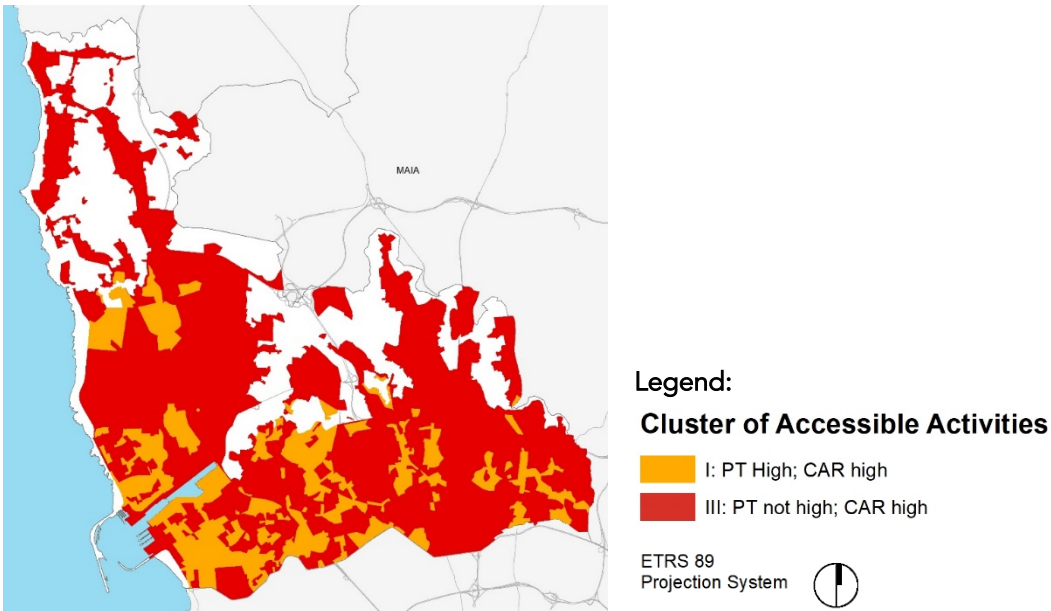 MAIA
Legend:
Cluster of Accessible Activities
I: PT High; CAR high
III: PT not high; CAR high
ETRS 89
Projection System